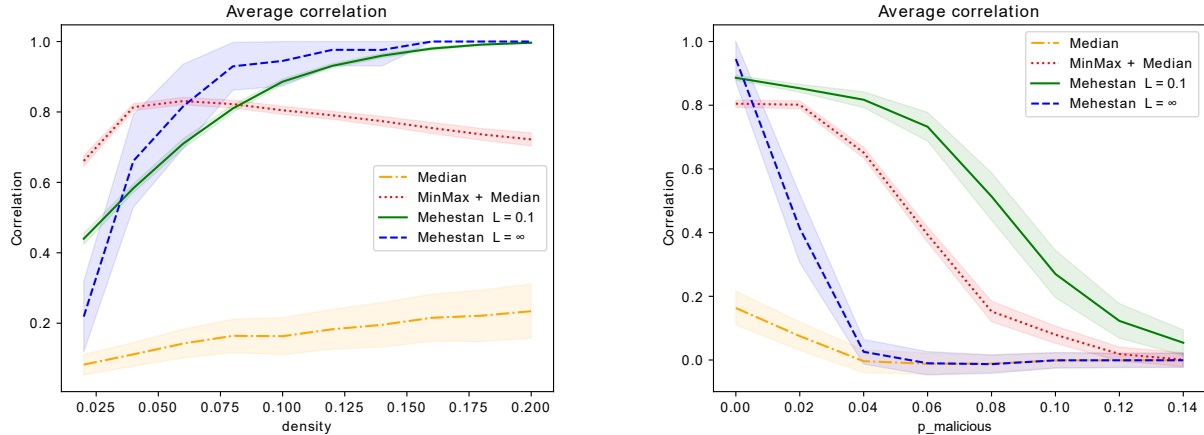 Average correlation
1.0
0.8
0.6
0.4
0.2
Correlation
Median
MinMax + Median
Mehestan L = 0.1
Mehestan L = ∞
0.025 0.050 0.075 0.100 0.125 0.150 0.175 0.200
density
Average correlation
1.0
0.8
0.6
0.4
0.2
0.0
Correlation
Median
MinMax + Median
Mehestan L = 0.1
Mehestan L = ∞
0.00 0.02 0.04 0.06 0.08 0.10 0.12 0.14
p_malicious